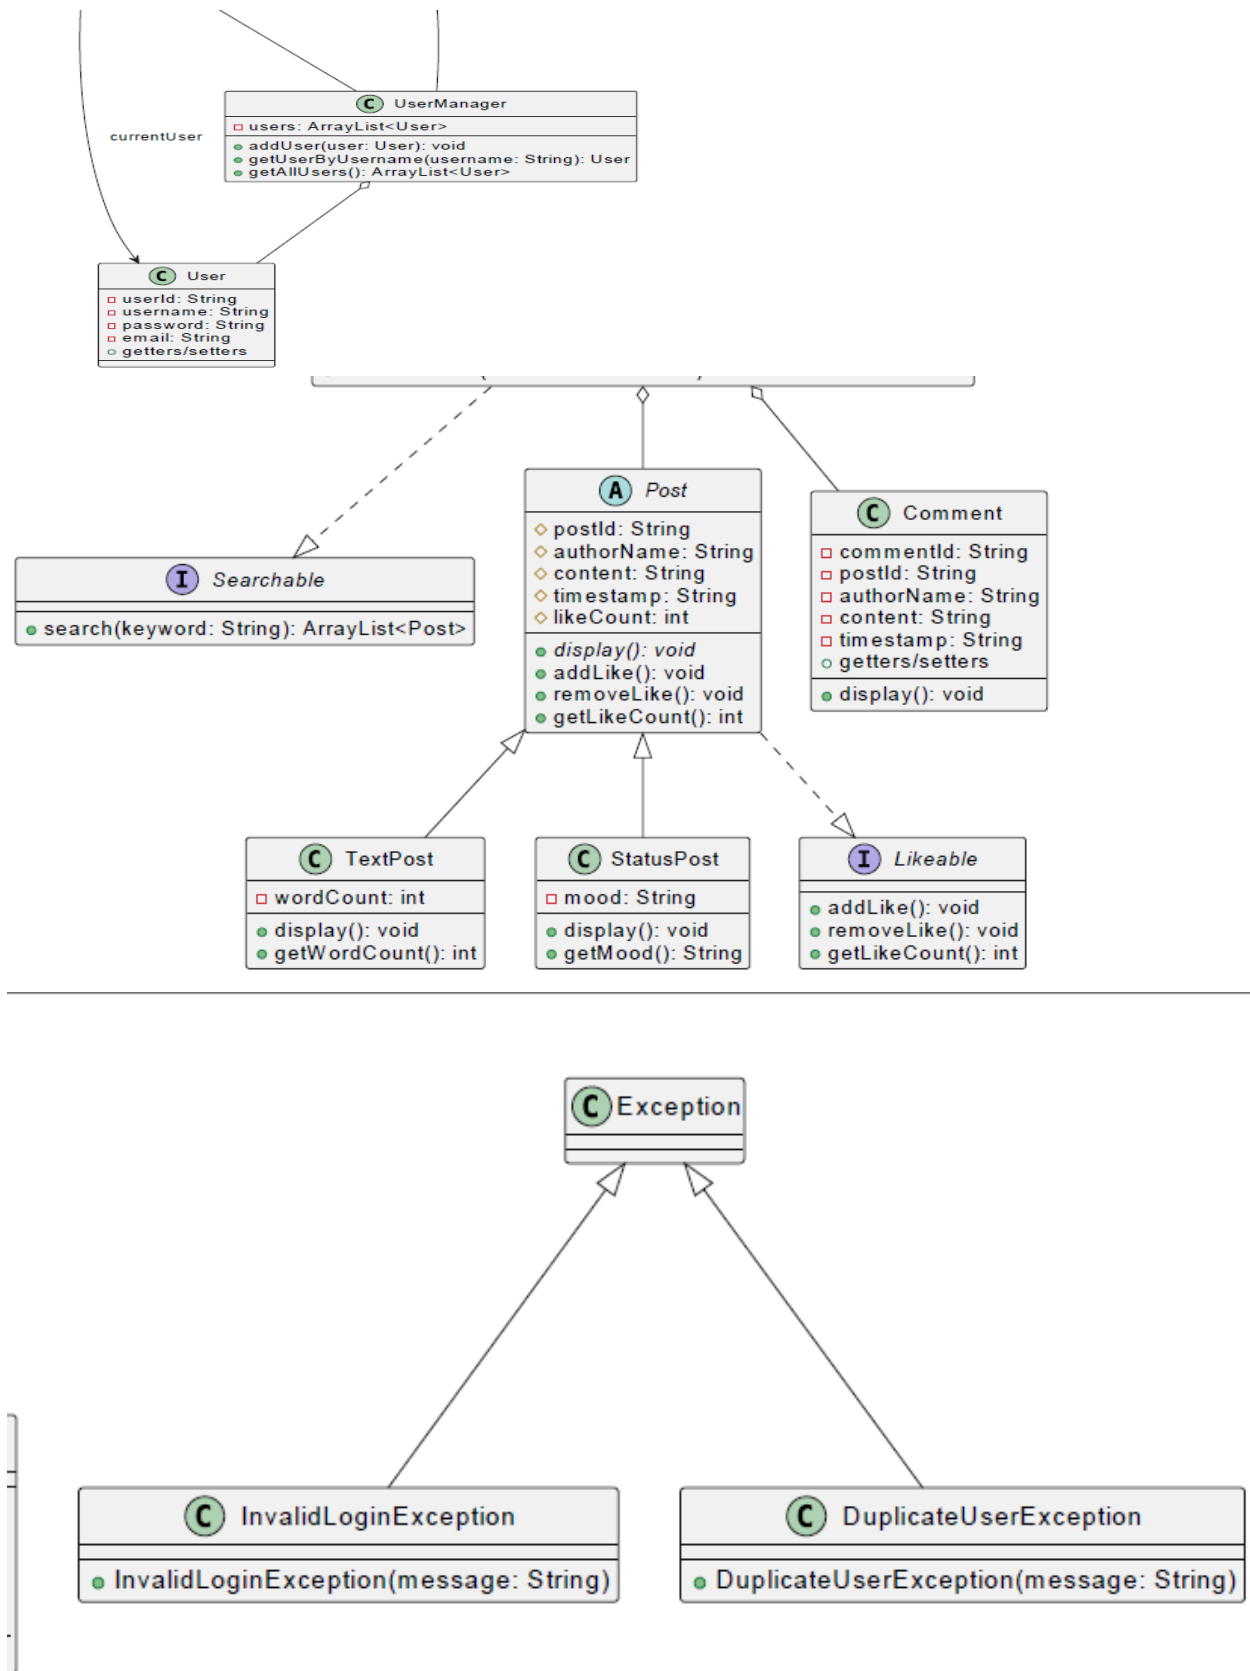 C UserManager
users: ArrayList<User>
addUser(user: User): void
getUserByUsername(username: String): User
getAllUsers(): ArrayList<User>
currentUser
C User
userId: String
username: String
password: String
email: String
getters/setters
A Post
postId: String
authorName: String
content: String
timestamp: String
likeCount: int
display(): void
addLike(): void
removeLike(): void
getLikeCount(): int
C Comment
commentId: String
postId: String
authorName: String
content: String
timestamp: String
getters/setters
display(): void
I Searchable
search(keyword: String): ArrayList<Post>
C TextPost
wordCount: int
display(): void
getWordCount(): int
C StatusPost
mood: String
display(): void
getMood(): String
I Likeable
addLike(): void
removeLike(): void
getLikeCount(): int
C Exception
C InvalidLoginException
InvalidLoginException(message: String)
C DuplicateUserException
DuplicateUserException(message: String)